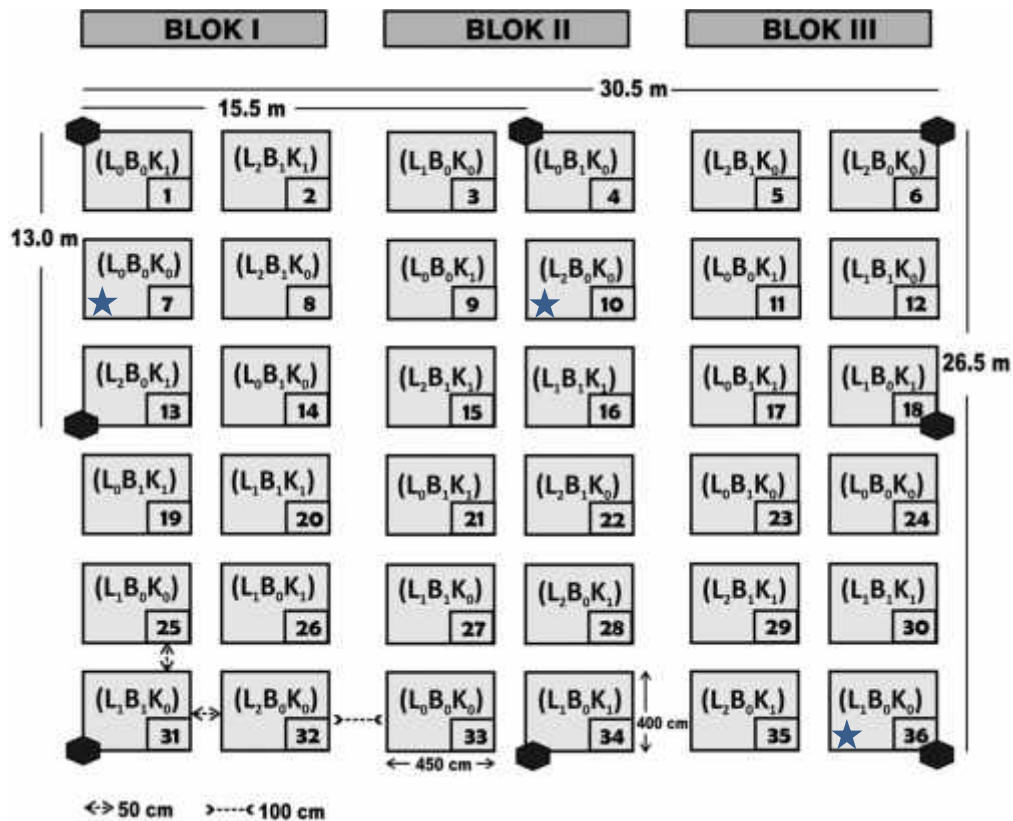 BLOK I BLOK II BLOK III
30.5 m
15.5 m
(L₀B₀K₁) (L₂B₁K₁) (L₁B₀K₀) (L₀B₁K₀) (L₂B₁K₀) (L₂B₀K₀)
1 2 3 4 5 6
13.0 m
(L₀B₀K₀) (L₂B₁K₀) (L₀B₀K₁) (L₂B₀K₀) (L₀B₀K₁) (L₁B₁K₀)
7 8 9 10 11 12
26.5 m
(L₂B₀K₁) (L₀B₁K₀) (L₂B₁K₁) (L₁B₁K₁) (L₀B₁K₁) (L₁B₀K₁)
13 14 15 16 17 18
(L₀B₁K₁) (L₁B₁K₁) (L₀B₁K₁) (L₂B₁K₀) (L₀B₁K₀) (L₀B₀K₀)
19 20 21 22 23 24
(L₁B₀K₀) (L₁B₀K₁) (L₁B₁K₀) (L₂B₀K₁) (L₂B₁K₁) (L₁B₁K₁)
25 26 27 28 29 30
(L₁B₁K₀) (L₂B₀K₀) (L₀B₀K₀) (L₁B₀K₁) (L₂B₀K₁) (L₁B₀K₀)
400 cm
31 32 33 34 35 36
450 cm
50 cm 100 cm